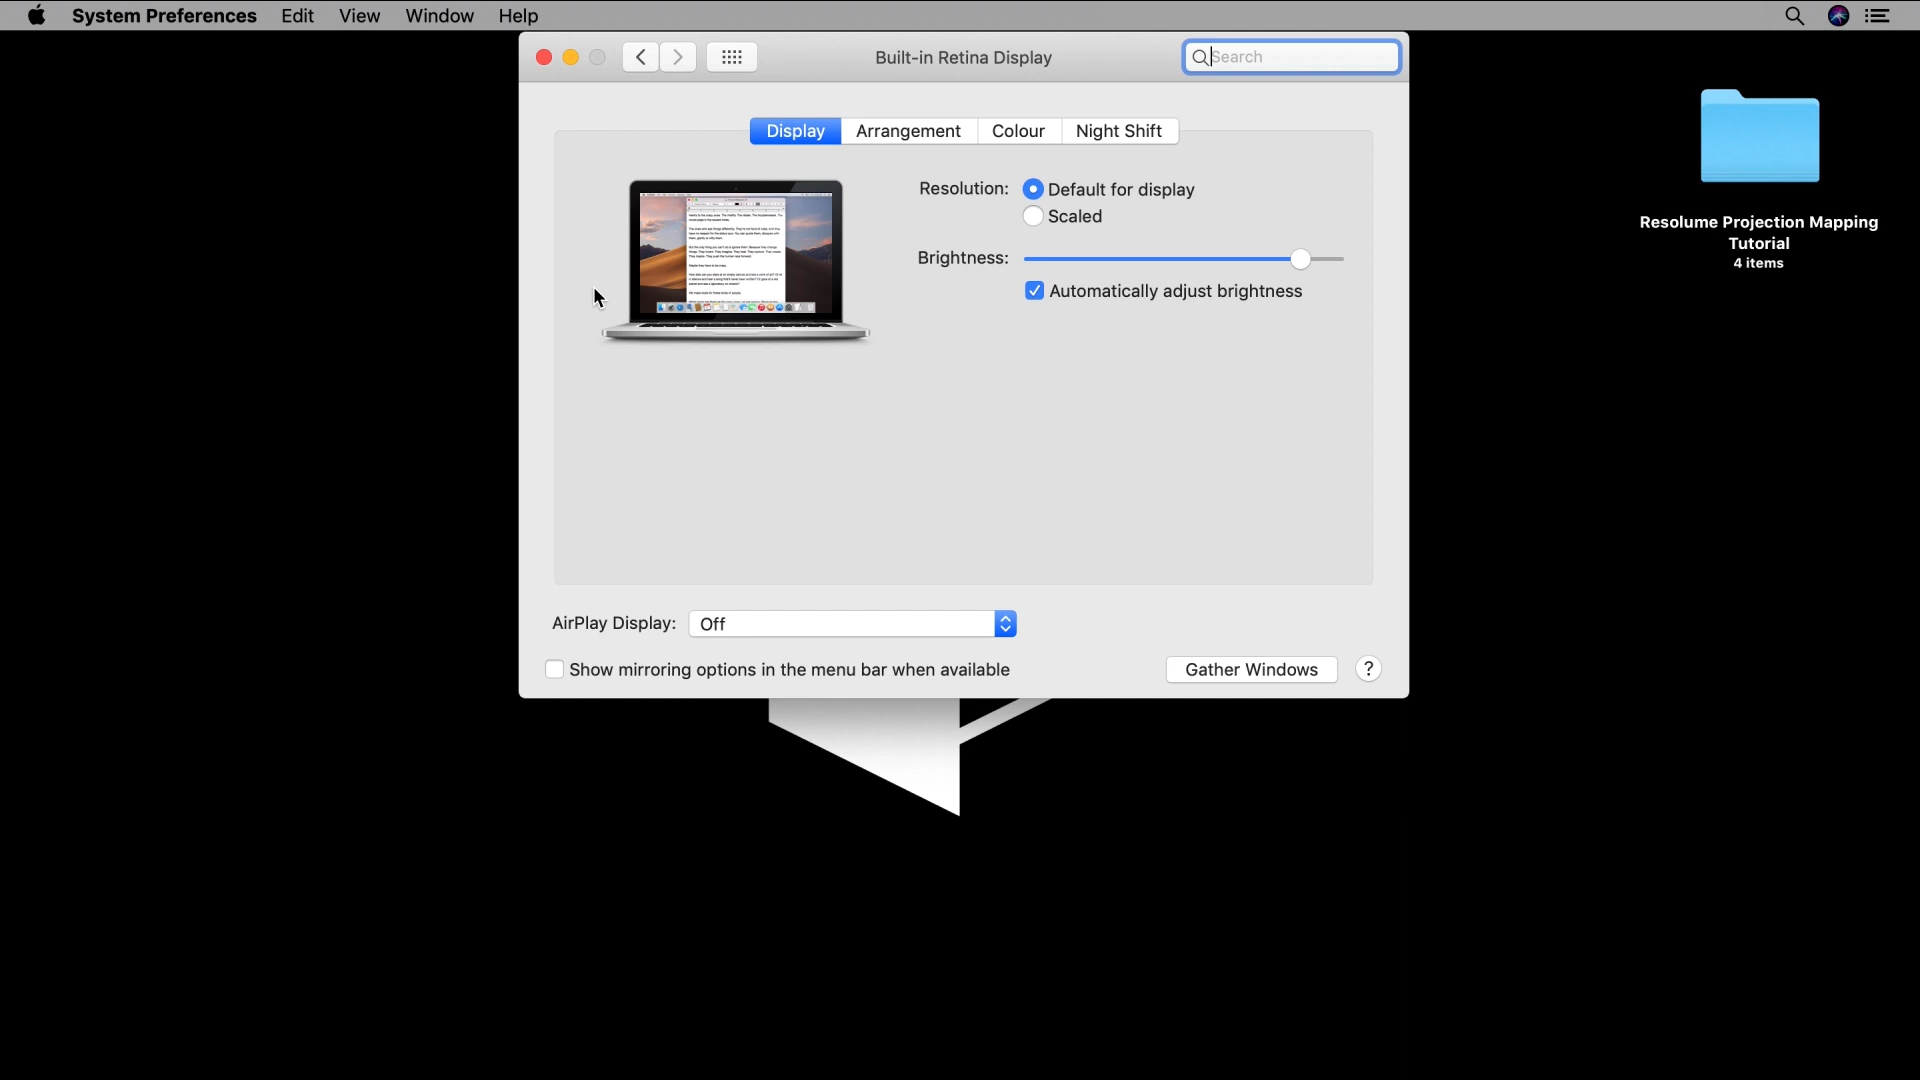 System Preferences Edit View Window Help
Built-in Retina Display
Search
Display Arrangement Colour Night Shift
Resolution: Default for display
Scaled
Brightness:
Automatically adjust brightness
Resolume Projection Mapping
Tutorial
4 items
AirPlay Display: Off
Show mirroring options in the menu bar when available
Gather Windows ?